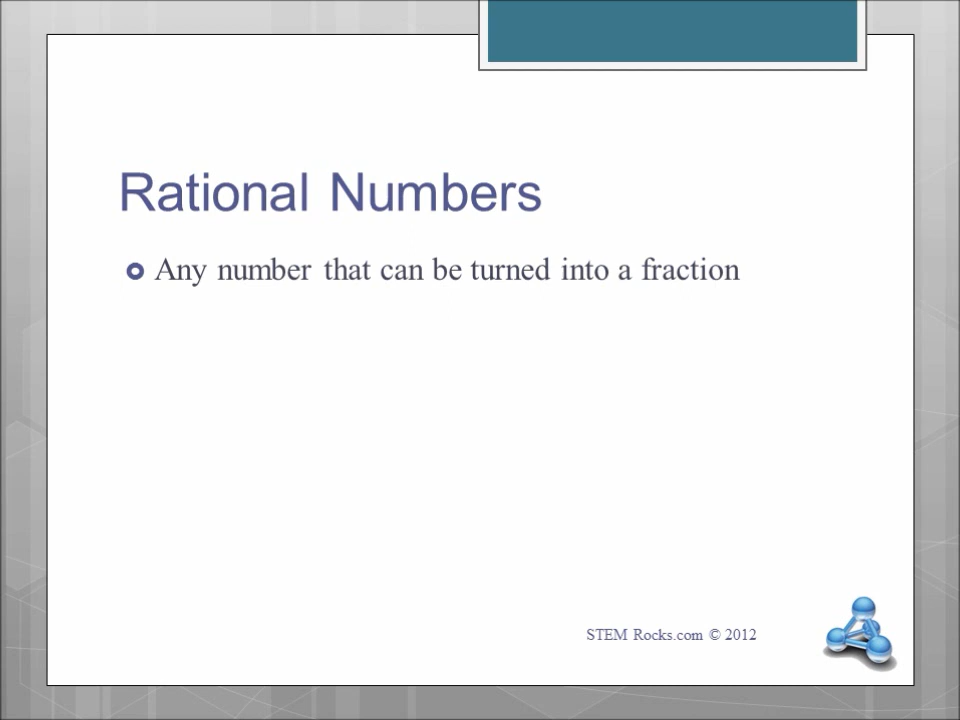 Rational Numbers
Any number that can be turned into a fraction
STEM Rocks.com © 2012